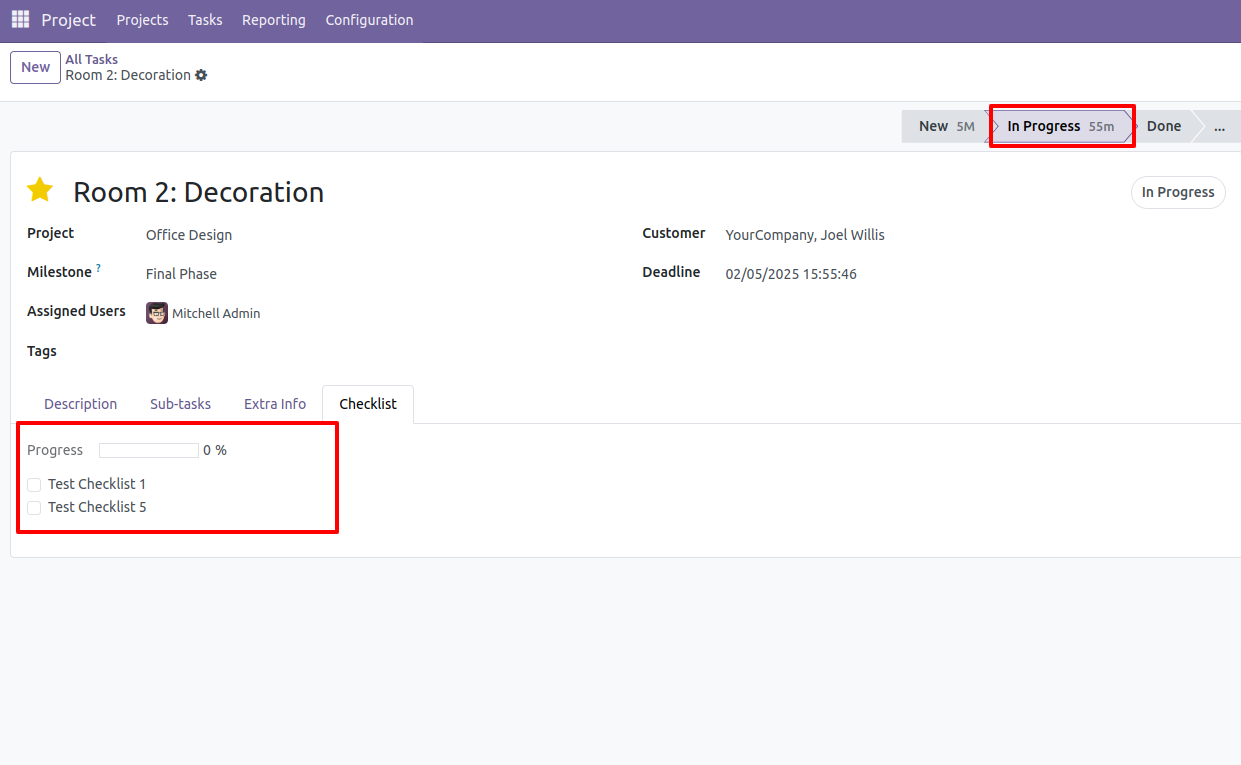 Project Projects Tasks Reporting Configuration
New
All Tasks
Room 2: Decoration
New 5M In Progress 55m Done ...
Room 2: Decoration
In Progress
Project Office Design
Customer YourCompany, Joel Willis
Milestone ? Final Phase
Deadline 02/05/2025 15:55:46
Assigned Users Mitchell Admin
Tags
Description Sub-tasks Extra Info Checklist
Progress 0 %
Test Checklist 1
Test Checklist 5